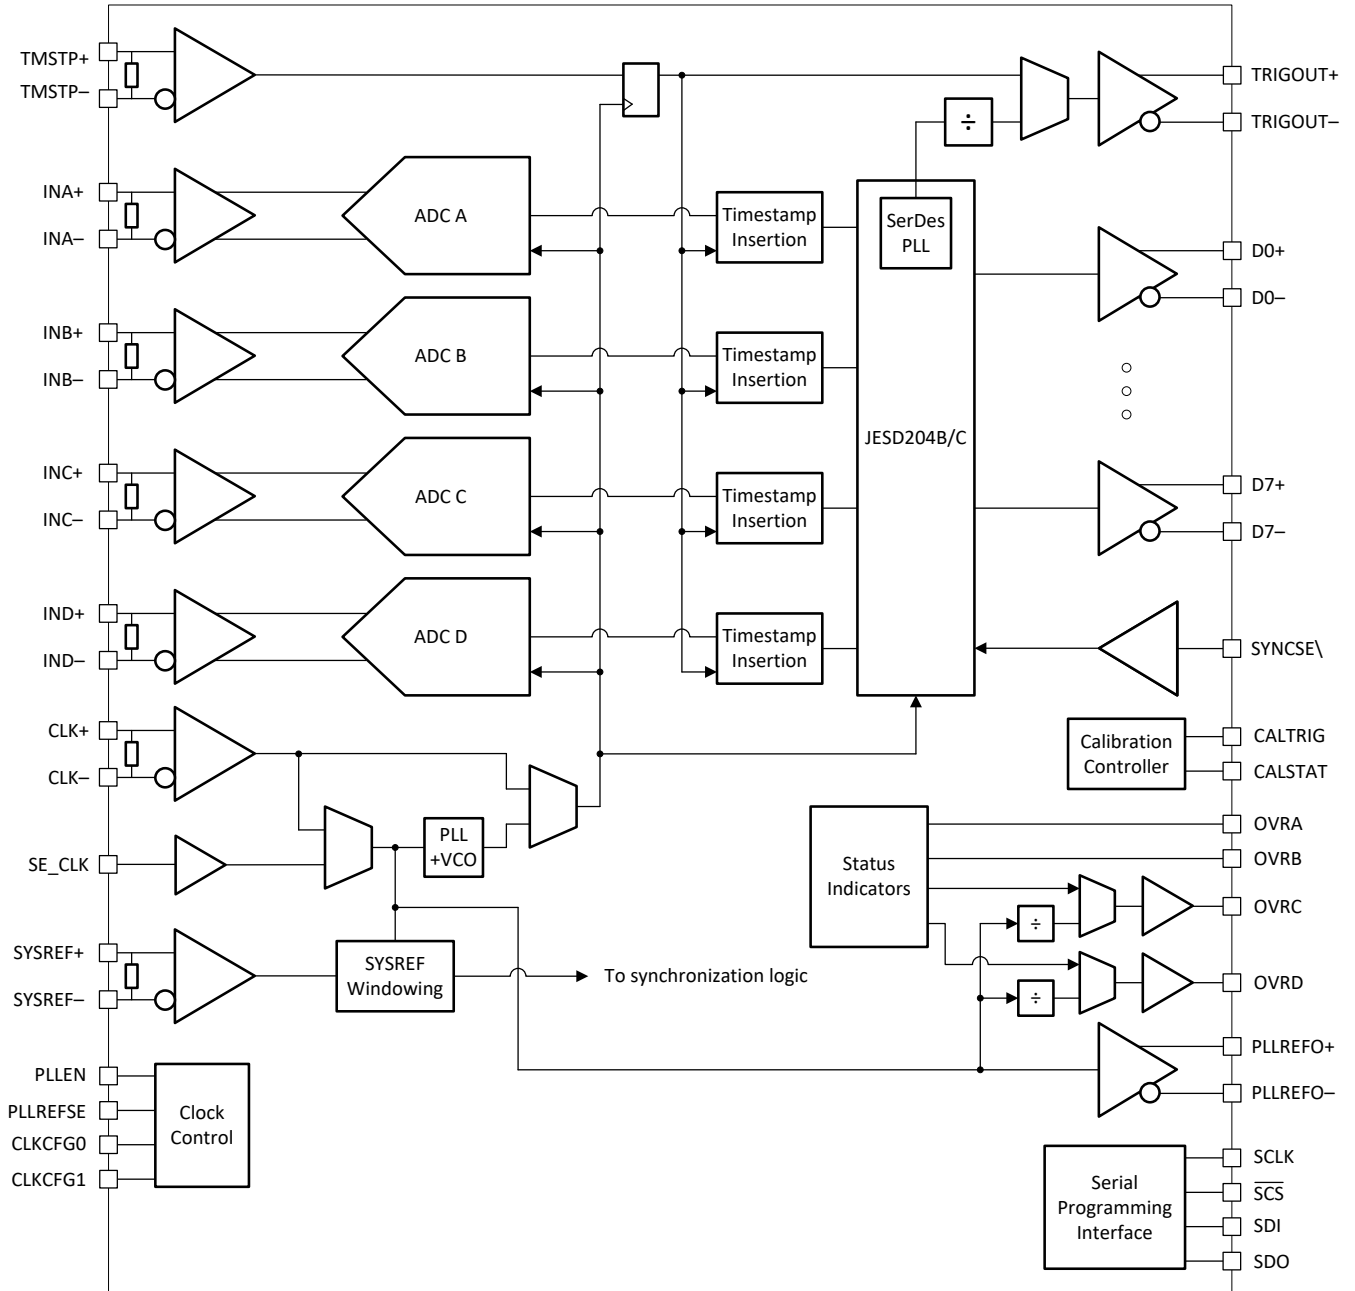 TMSTP+
TMSTP–
÷
TRIGOUT+
TRIGOUT–
INA+
INA–
ADC A
Timestamp
Insertion
SerDes
PLL
D0+
D0–
INB+
INB–
ADC B
Timestamp
Insertion
JESD204B/C
INC+
INC–
ADC C
Timestamp
Insertion
D7+
D7–
IND+
IND–
ADC D
Timestamp
Insertion
SYNCSE\
CLK+
CLK–
Calibration
Controller
CALTRIG
CALSTAT
SE_CLK
PLL
+VCO
Status
Indicators
OVRA
OVRB
÷
OVRC
÷
OVRD
SYSREF+
SYSREF–
SYSREF
Windowing
To synchronization logic
PLLREFO+
PLLREFO–
PLLEN
PLLREFSE
CLKCFG0
CLKCFG1
Clock
Control
Serial
Programming
Interface
SCLK
SCS
SDI
SDO